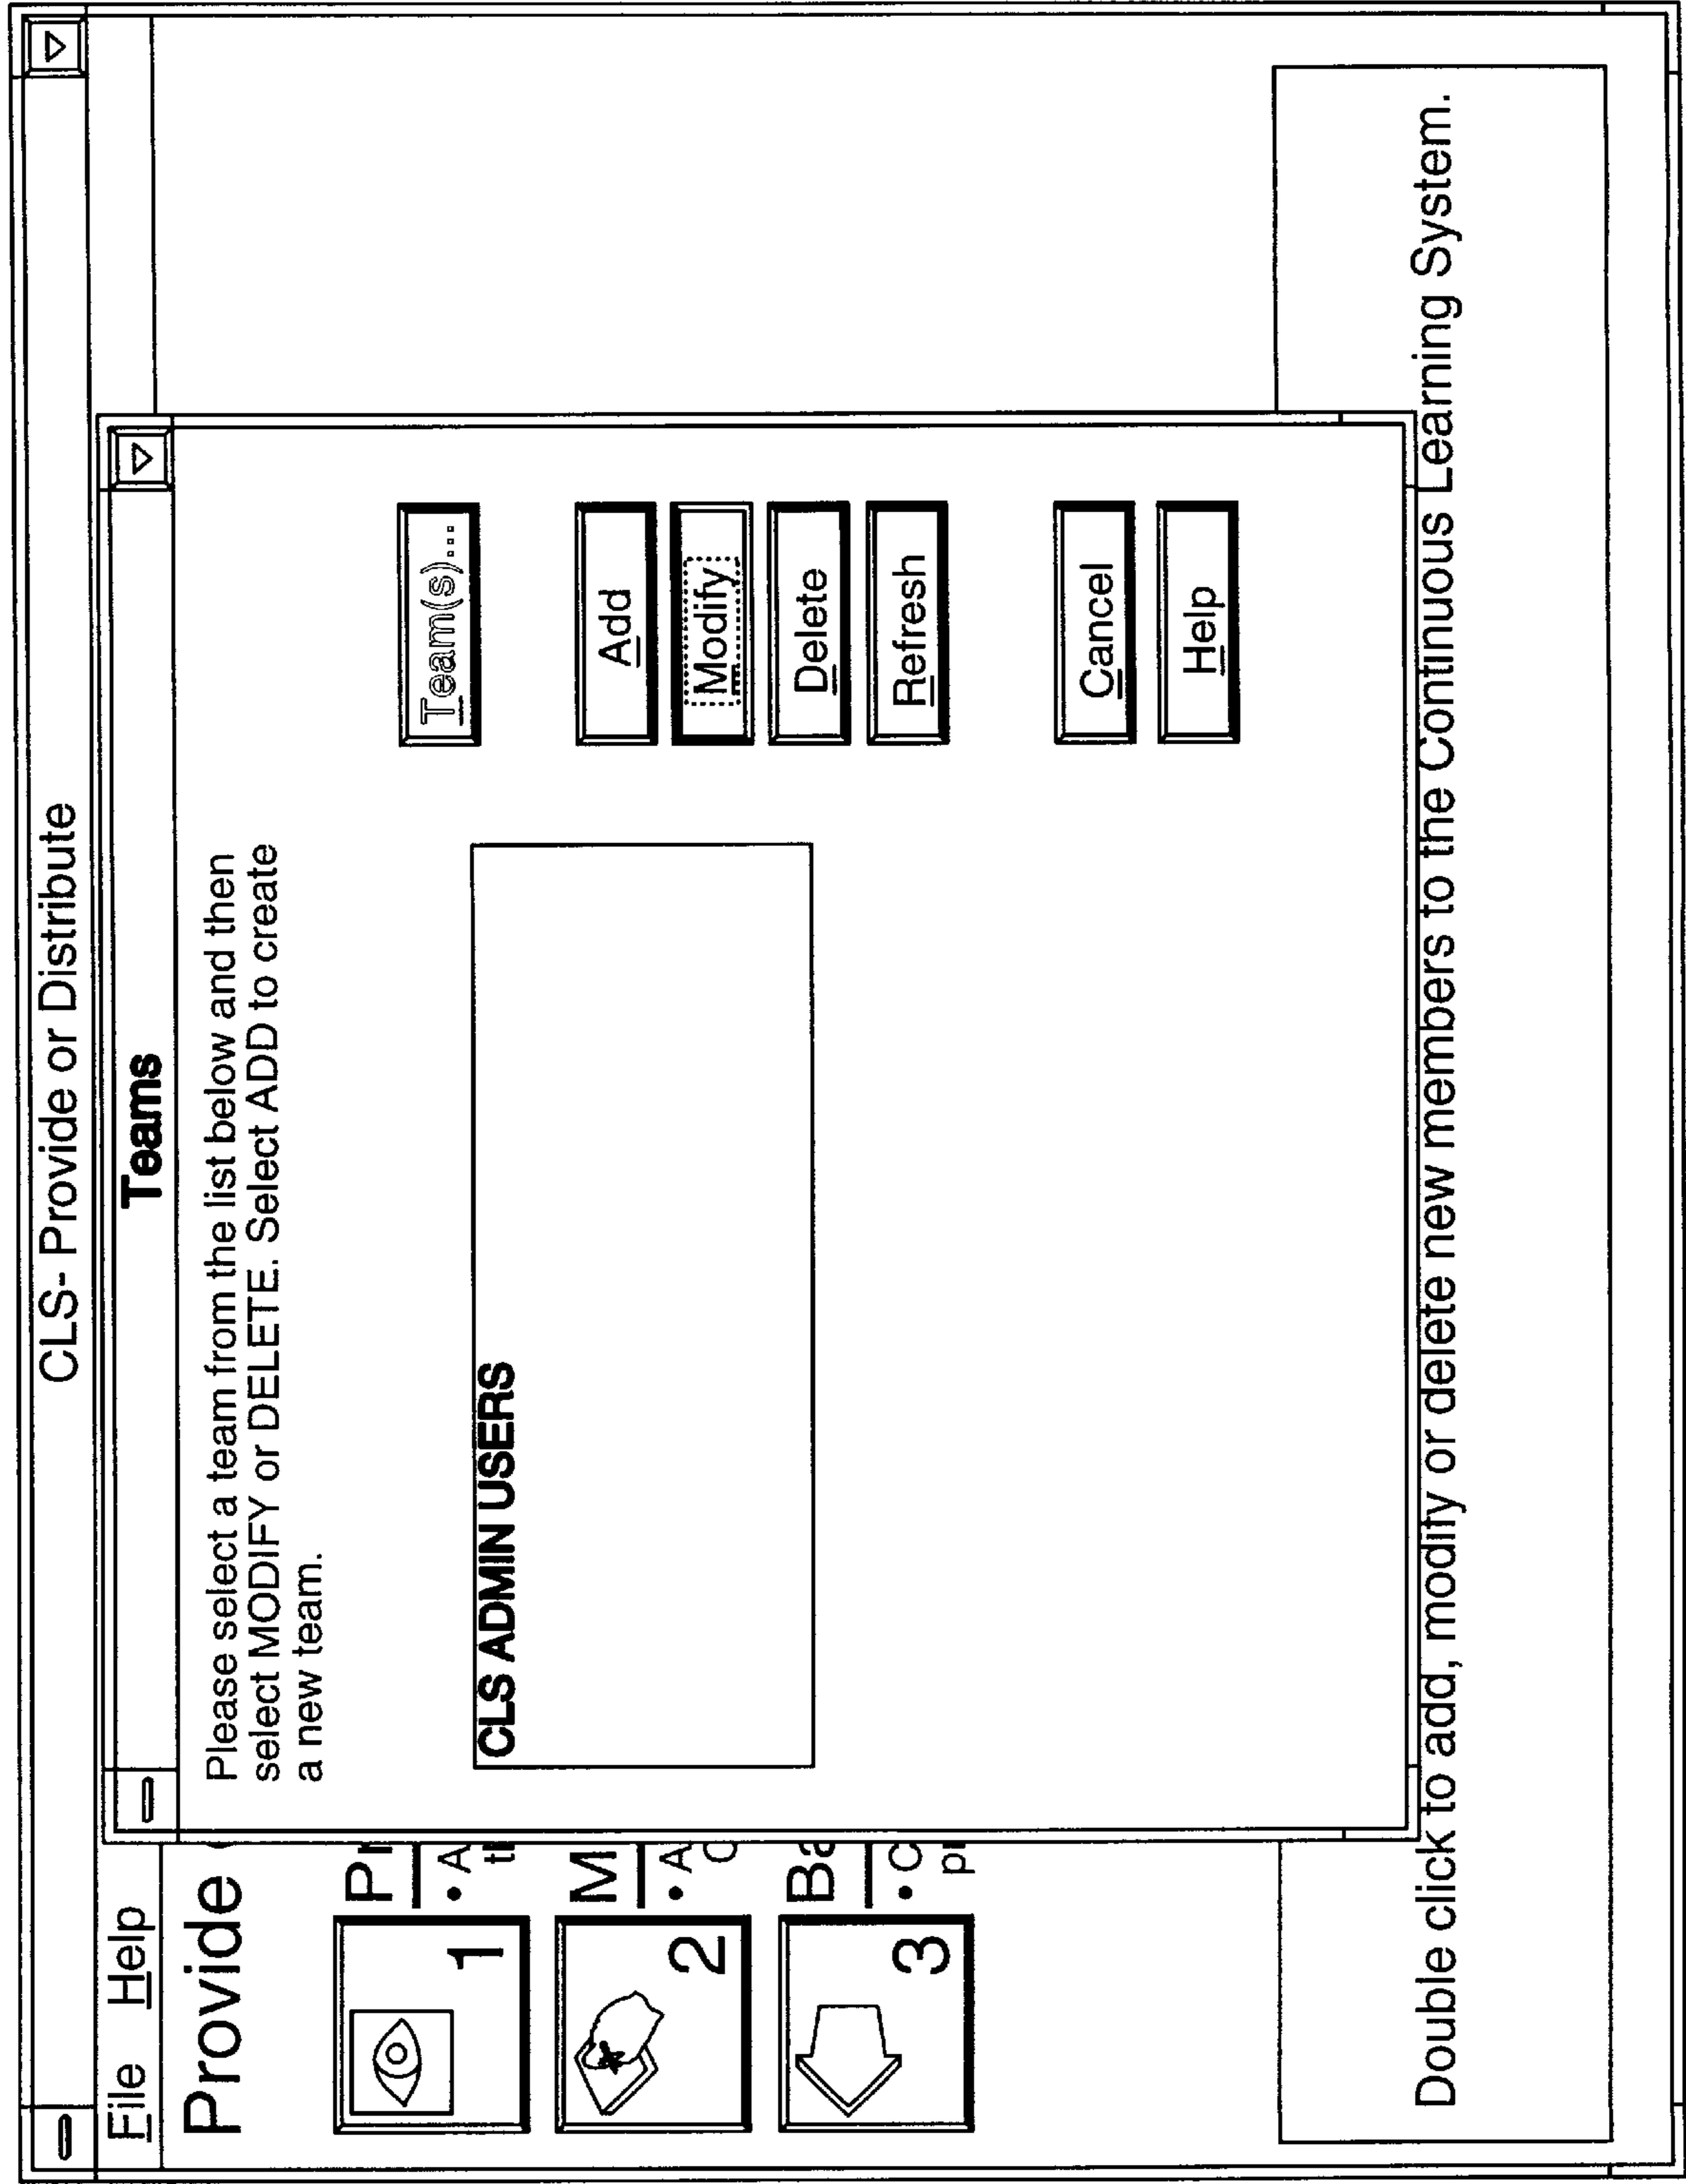 CLS- Provide or Distribute
File Help
Provide
Teams
Please select a team from the list below and then
select MODIFY or DELETE. Select ADD to create
a new team.
CLS ADMIN USERS
Team(s)...
Add
Modify
Delete
Refresh
Cancel
Help
1
2
M
• A
3
• C
Double click to add, modify or delete new members to the Continuous Learning System.